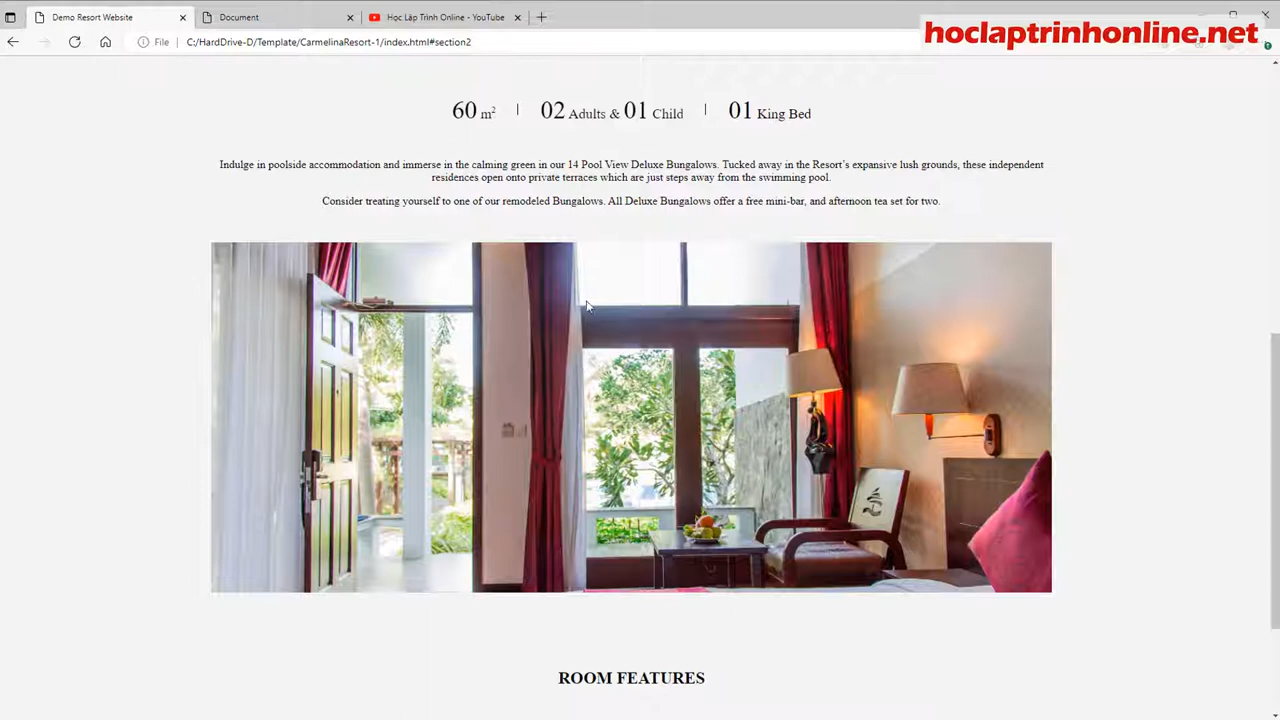 Demo Resort Website
Document
Học Lập Trình Online - YouTube
File
C:/HardDrive-D/Template/CarmelinaResort-1/index.html#section2
hoclaptrinhonline.net
60 m² | 02 Adults & 01 Child | 01 King Bed
Indulge in poolside accommodation and immerse in the calming green in our 14 Pool View Deluxe Bungalows. Tucked away in the Resort’s expansive lush grounds, these independent
residences open onto private terraces which are just steps away from the swimming pool.
Consider treating yourself to one of our remodeled Bungalows. All Deluxe Bungalows offer a free mini-bar, and afternoon tea set for two.
ROOM FEATURES